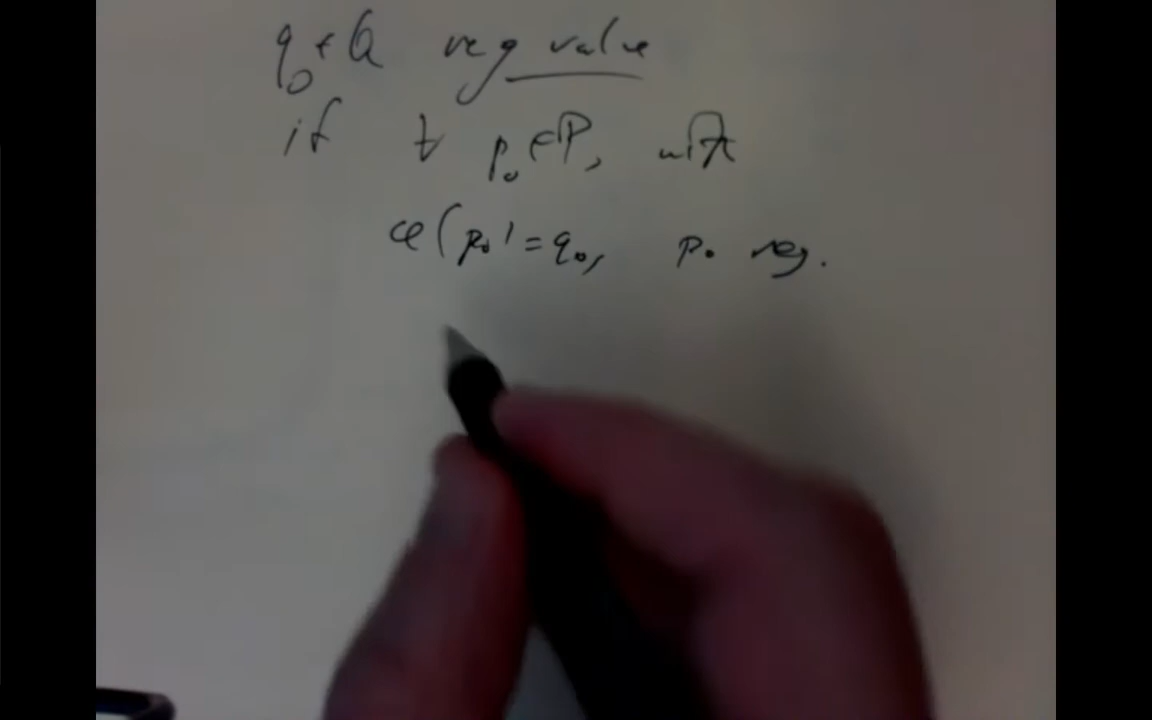 q₀ ∈ Q reg value
if ∀ p₀ ∈ P, with
φ(p₀) = q₀, p₀ reg.